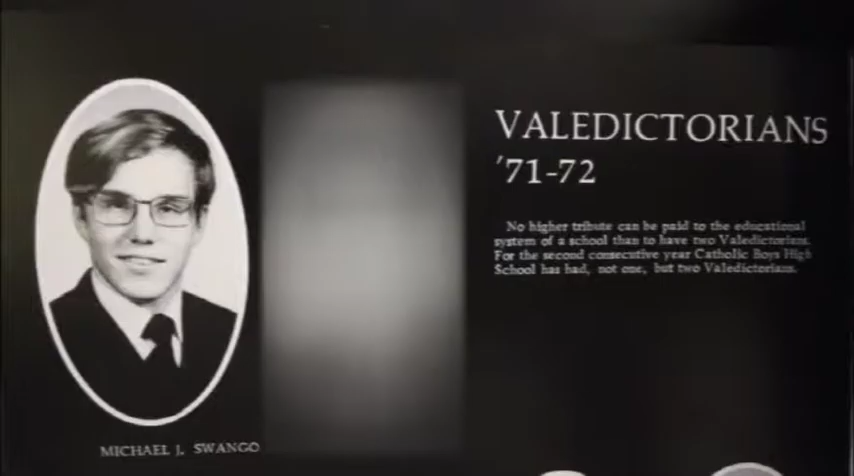 VALEDICTORIANS
'71-72
No higher tribute can be paid to the educational
system of a school than to have two Valedictorians.
For the second consecutive year Catholic Boys High
School has had, not one, but two Valedictorians.
MICHAEL J. SWANGO